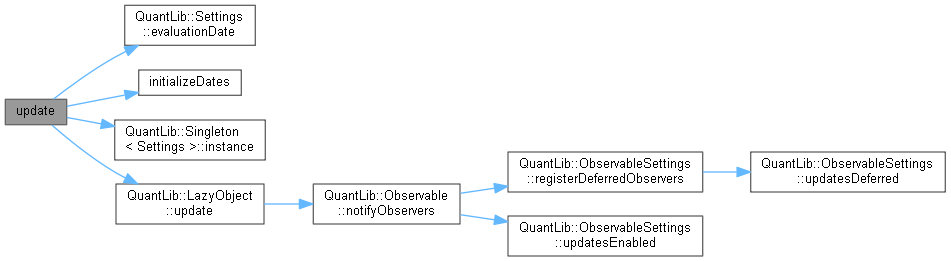 update
QuantLib::Settings
::evaluationDate
initializeDates
QuantLib::Singleton
< Settings >::instance
QuantLib::LazyObject
::update
QuantLib::Observable
::notifyObservers
QuantLib::ObservableSettings
::registerDeferredObservers
QuantLib::ObservableSettings
::updatesDeferred
QuantLib::ObservableSettings
::updatesEnabled